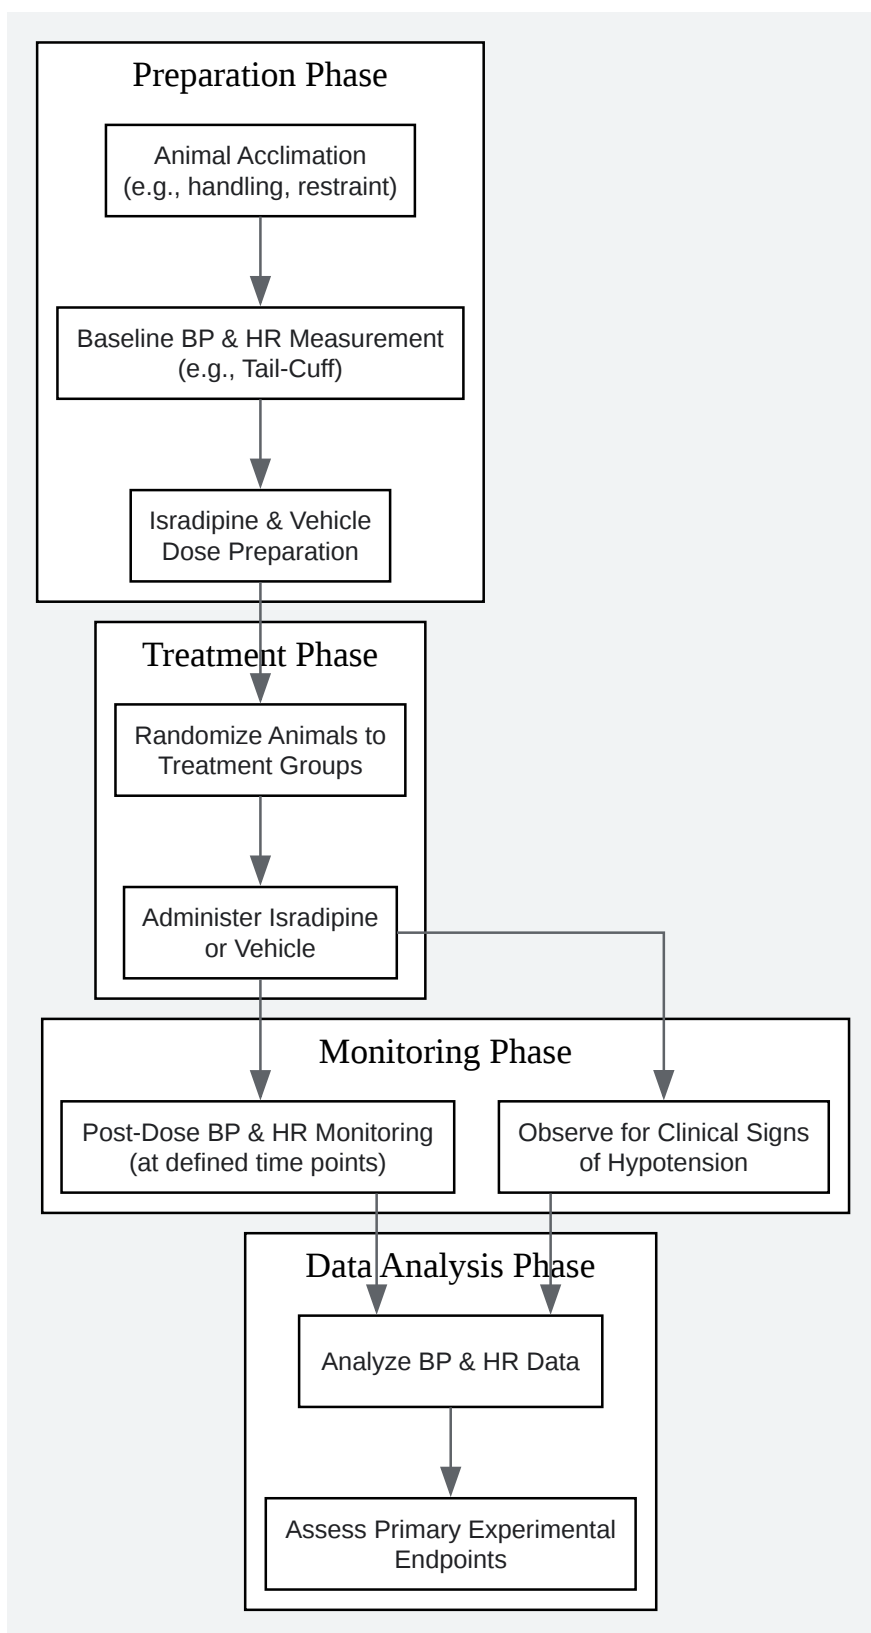 Preparation Phase
Animal Acclimation
(e.g., handling, restraint)
Baseline BP & HR Measurement
(e.g., Tail-Cuff)
Isradipine & Vehicle
Dose Preparation
Treatment Phase
Randomize Animals to
Treatment Groups
Administer Isradipine
or Vehicle
Monitoring Phase
Post-Dose BP & HR Monitoring
(at defined time points)
Observe for Clinical Signs
of Hypotension
Data Analysis Phase
Analyze BP & HR Data
Assess Primary Experimental
Endpoints